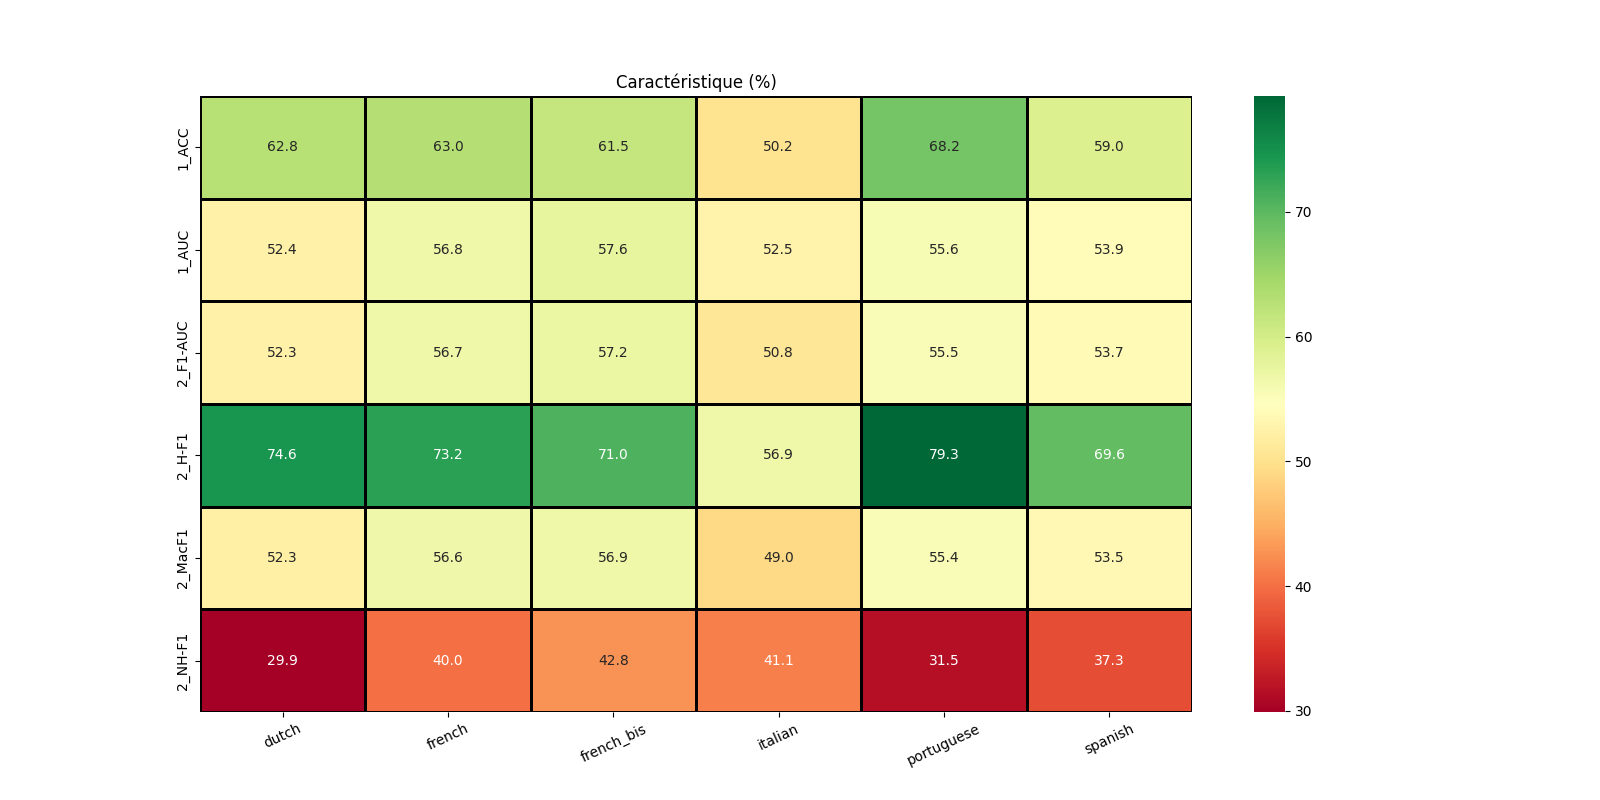 Caractéristique (%)
1_ACC 62.8 63.0 61.5 50.2 68.2 59.0
1_AUC 52.4 56.8 57.6 52.5 55.6 53.9
2_F1-AUC 52.3 56.7 57.2 50.8 55.5 53.7
2_H-F1 74.6 73.2 71.0 56.9 79.3 69.6
2_MacF1 52.3 56.6 56.9 49.0 55.4 53.5
2_NH-F1 29.9 40.0 42.8 41.1 31.5 37.3
dutch french french_bis italian portuguese spanish
70
60
50
40
30